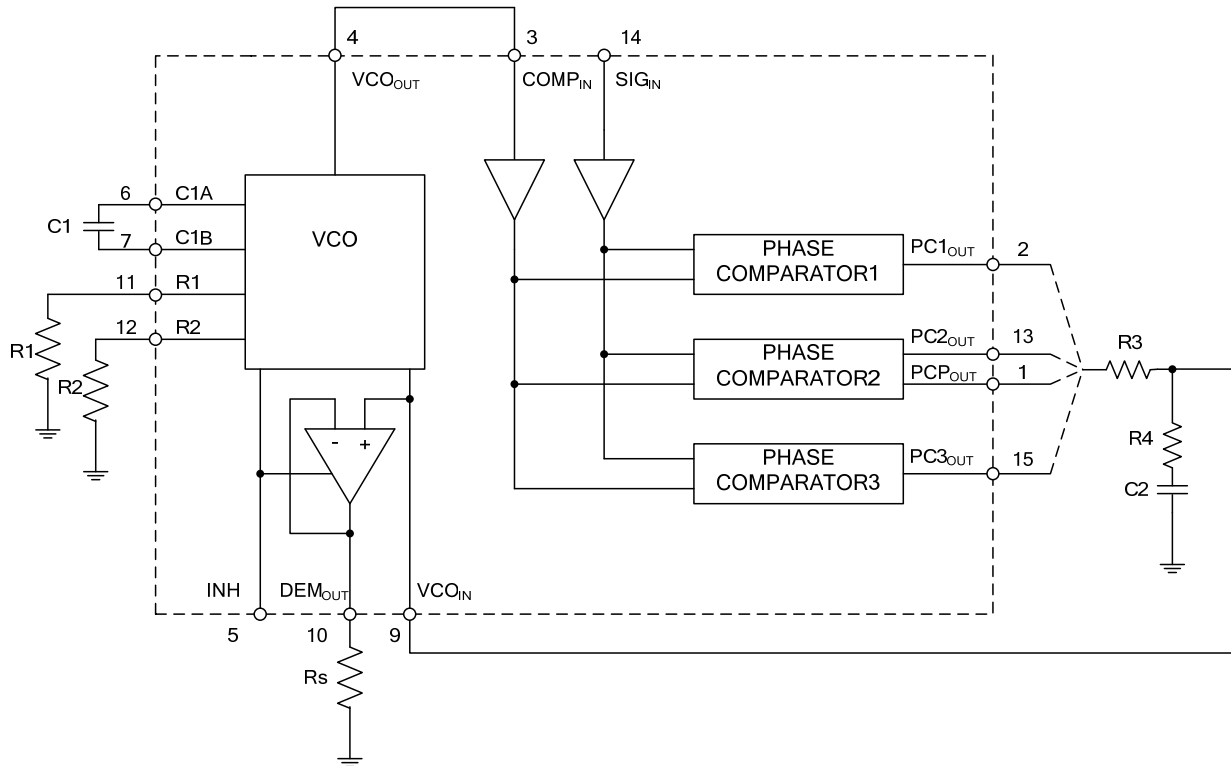 4
3
14
VCO_OUT
COMP_IN
SIG_IN
6
C1A
C1
7
C1B
VCO
11
R1
12
R2
R1
R2
PHASE
COMPARATOR1
PC1_OUT
2
PHASE
COMPARATOR2
PC2_OUT
13
PCP_OUT
1
R3
- +
R4
PHASE
COMPARATOR3
PC3_OUT
15
C2
INH
DEM_OUT
VCO_IN
5
10
9
Rs